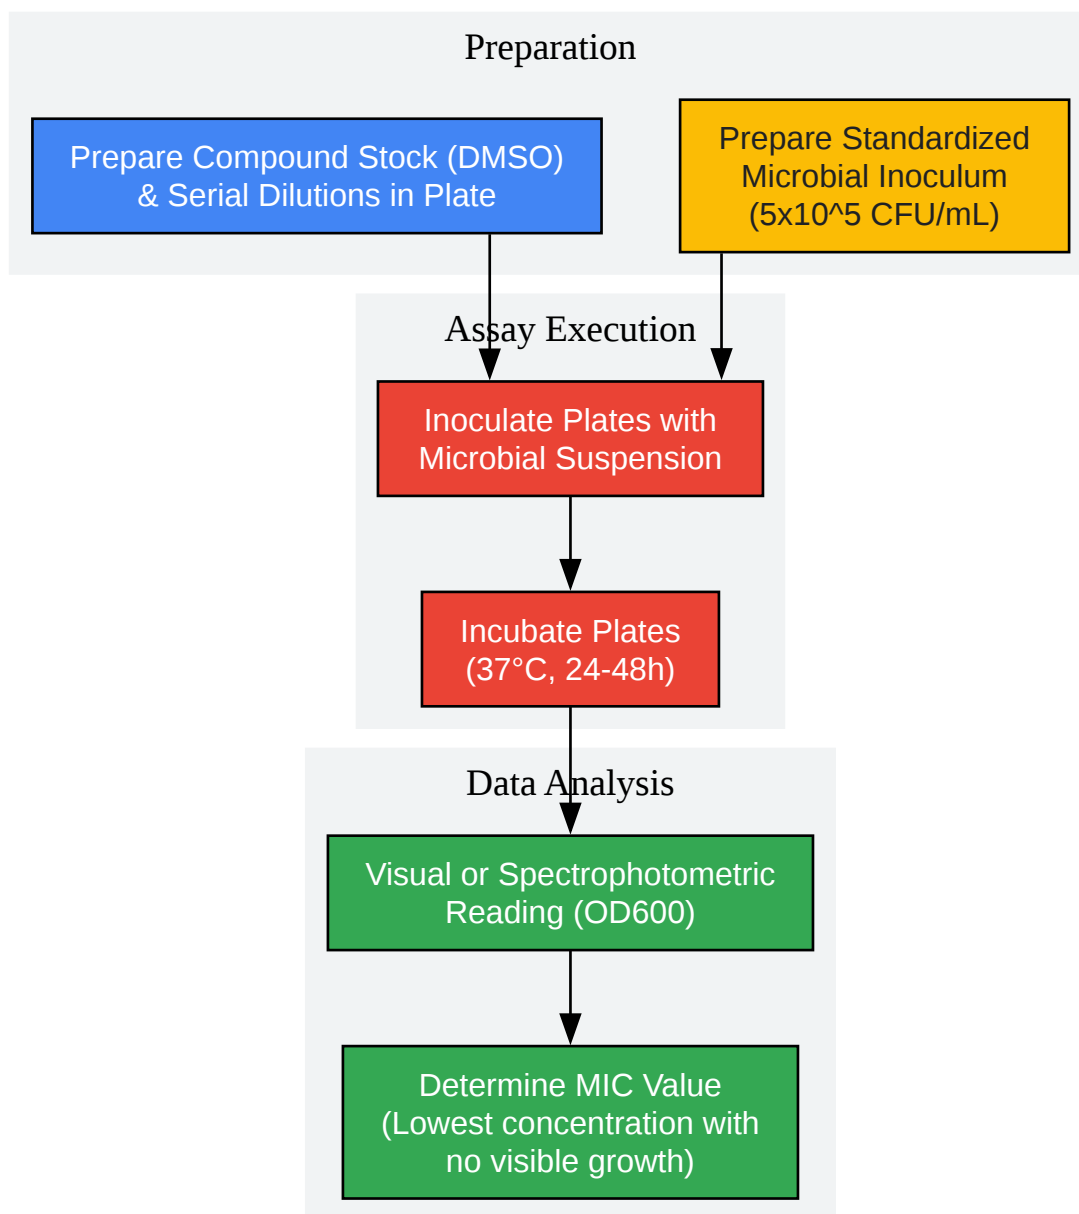 Preparation
Prepare Compound Stock (DMSO)
& Serial Dilutions in Plate
Prepare Standardized
Microbial Inoculum
(5x10^5 CFU/mL)
Assay Execution
Inoculate Plates with
Microbial Suspension
Incubate Plates
(37°C, 24-48h)
Data Analysis
Visual or Spectrophotometric
Reading (OD600)
Determine MIC Value
(Lowest concentration with
no visible growth)